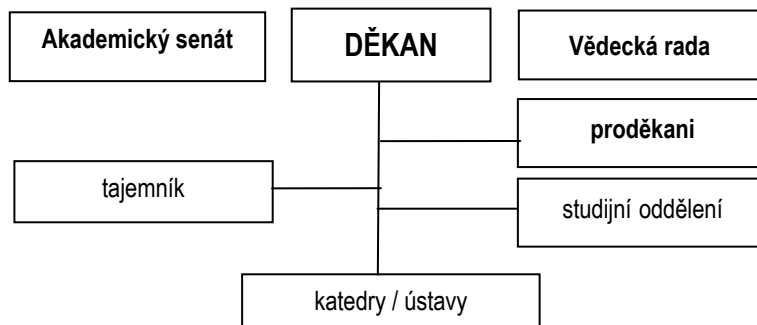 Akademický senát
DĚKAN
Vědecká rada
proděkani
tajemník
studijní oddělení
katedry / ústavy